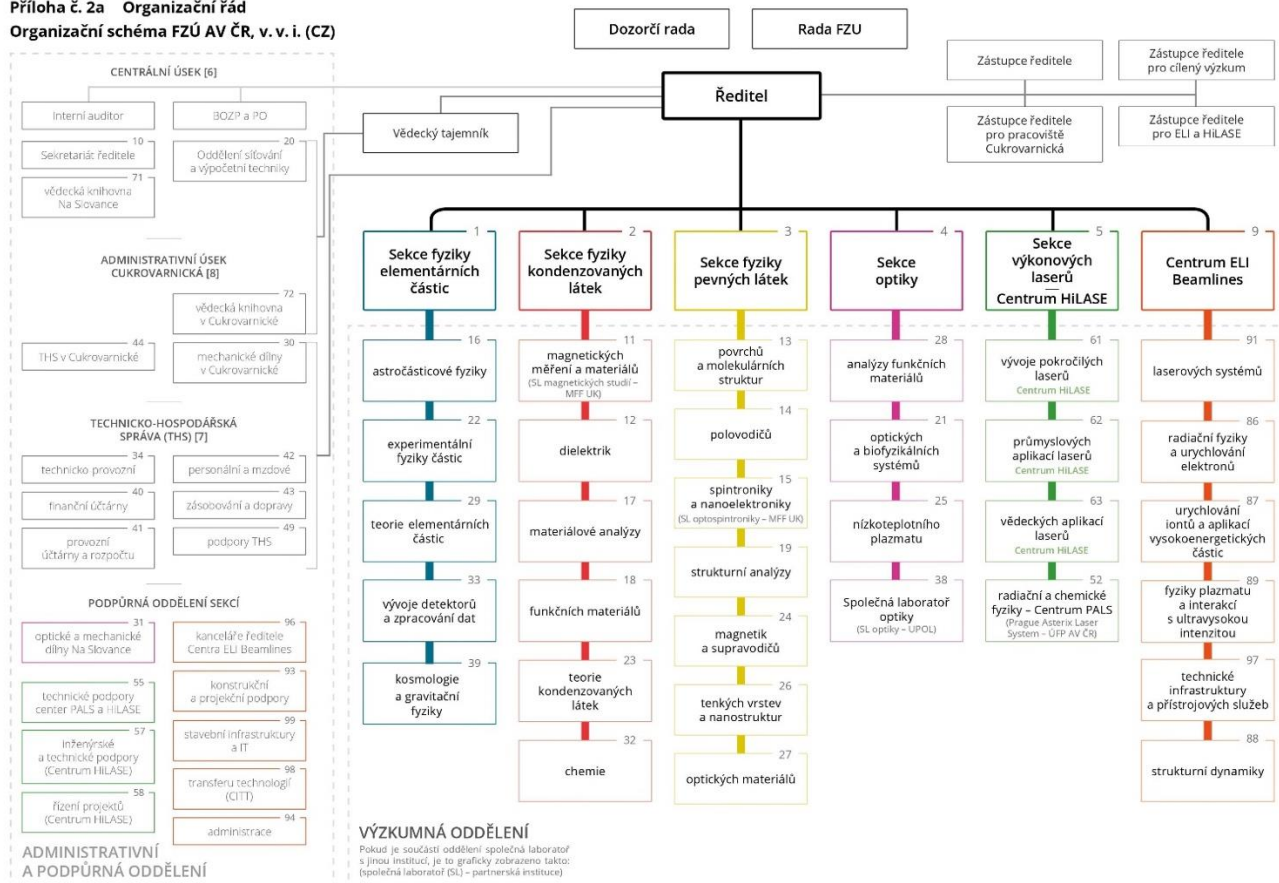 Příloha č. 2a Organizační řád
Organizační schéma FZÚ AV ČR, v. v. i. (CZ)
Dozorčí rada
Rada FZU
Ředitel
Vědecký tajemník
Zástupce ředitele
Zástupce ředitele
pro cílený výzkum
Zástupce ředitele
pro pracoviště
Cukrovarnická
Zástupce ředitele
pro ELI a HiLASE
CENTRÁLNÍ ÚSEK [6]
Interní auditor
BOZP a PO
10
Sekretariát ředitele
20
Oddělení síťování
a výpočetní techniky
71
vědecká knihovna
Na Slovance
ADMINISTRATIVNÍ ÚSEK
CUKROVARNICKÁ [8]
72
vědecká knihovna
v Cukrovarnické
44
THS v Cukrovarnické
30
mechanické dílny
v Cukrovarnické
TECHNICKO-HOSPODÁŘSKÁ
SPRÁVA (THS) [7]
34
technicko provozní
42
personální a mzdové
40
finanční účtárny
43
zásobování a dopravy
41
provozní
účtárny a rozpočtu
49
podpory THS
PODPŮRNÁ ODDĚLENÍ SEKCÍ
31
optické a mechanické
dílny Na Slovance
96
kanceláře ředitele
Centra ELI Beamlines
55
technické podpory
center PALS a HiLASE
93
konstrukční
a projekční podpory
57
inženýrské
a technické podpory
(Centrum HiLASE)
99
stavební infrastruktury
a IT
98
transferu technologií
(CITT)
58
řízení projektů
(Centrum HiLASE)
94
administrace
ADMINISTRATIVNÍ
A PODPŮRNÁ ODDĚLENÍ
1
Sekce fyziky
elementárních
částic
16
astročásticové fyziky
22
experimentální
fyziky částic
29
teorie elementárních
částic
33
vývoje detektorů
a zpracování dat
39
kosmologie
a gravitační
fyziky
2
Sekce fyziky
kondenzovaných
látek
11
magnetických
měření a materiálů
(SL magnetických studií –
MFF UK)
12
dielektrik
17
materiálové analýzy
18
funkčních materiálů
23
teorie
kondenzovaných
látek
32
chemie
3
Sekce fyziky
pevných látek
13
povrchů
a molekulárních
struktur
14
polovodičů
15
spintroniky
a nanoelektroniky
(SL optospintroniky – MFF UK)
19
strukturní analýzy
24
magnetik
a supravodičů
26
tenkých vrstev
a nanostruktur
27
optických materiálů
4
Sekce
optiky
28
analýzy funkčních
materiálů
21
optických
a biofyzikálních
systémů
25
nízkoteplotního
plazmatu
38
Společná laboratoř
optiky
(SL optiky – UPOL)
5
Sekce
výkonových
laserů
Centrum HiLASE
61
vývoje pokročilých
laserů
Centrum HiLASE
62
průmyslových
aplikací laserů
Centrum HiLASE
63
vědeckých aplikací
laserů
Centrum HiLASE
52
radiační a chemické
fyziky – Centrum PALS
(Prague Asterix Laser
System – ÚFP AV ČR)
9
Centrum ELI
Beamlines
91
laserových systémů
86
radiační fyziky
a urychlování
elektronů
87
urychlování
iontů a aplikací
vysokoenergetických
částic
89
fyziky plazmatu
a interakcí
s ultravysokou
intenzitou
97
technické
infrastruktury
a přístrojových služeb
88
strukturní dynamiky
VÝZKUMNÁ ODDĚLENÍ
Pokud je součástí oddělení společná laboratoř
s jinou institucí, je to graficky zobrazeno takto:
(společná laboratoř (SL) – partnerská instituce)